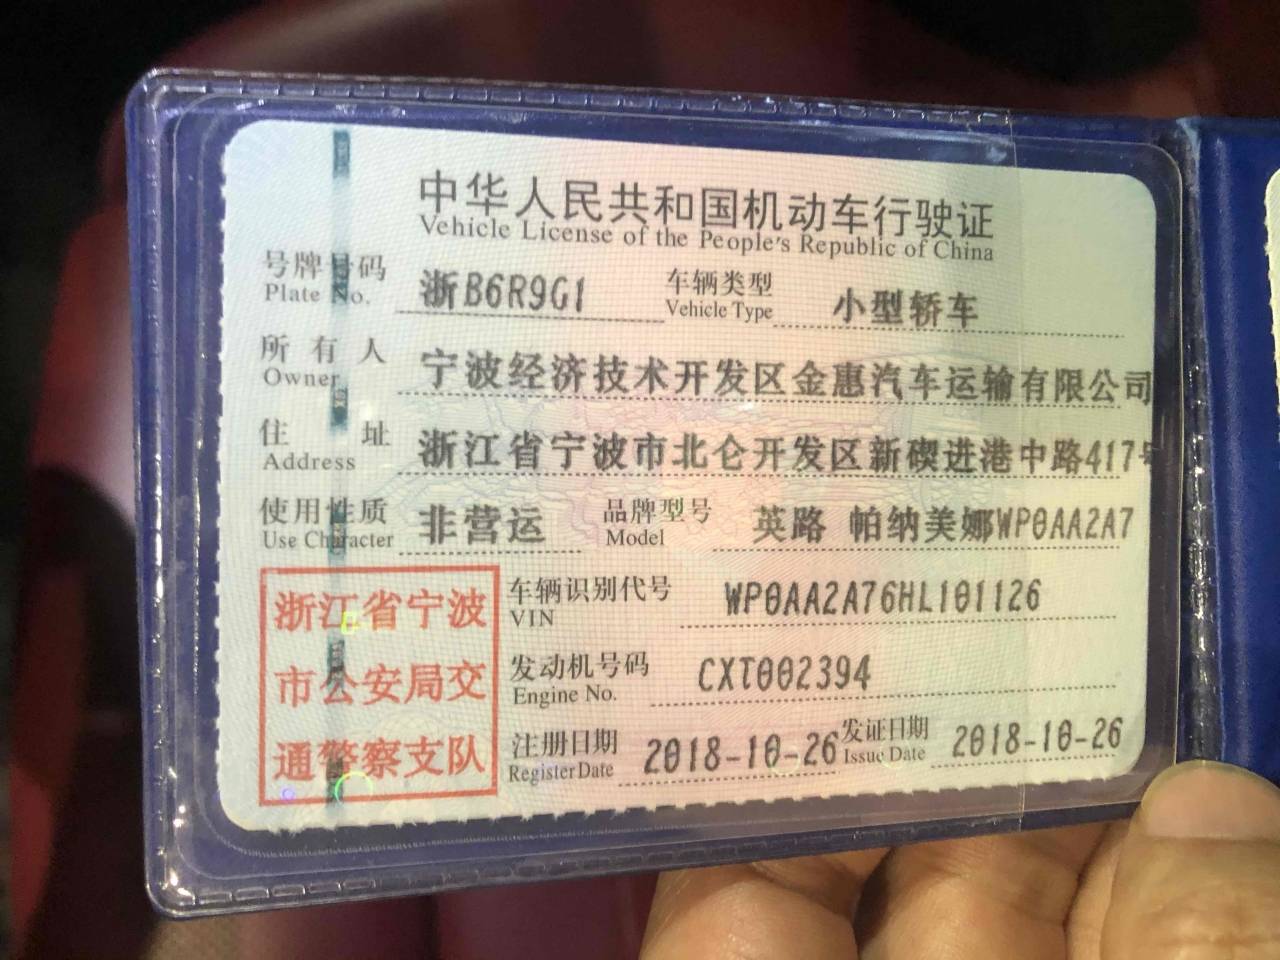 中华人民共和国机动车行驶证
Vehicle License of the People's Republic of China
号牌号码 浙B6R9G1 车辆类型 小型轿车
Plate No. Vehicle Type
所有人 宁波经济技术开发区金惠汽车运输有限公司
Owner
住址 浙江省宁波市北仑开发区新碶进港中路417号
Address
使用性质 非营运 品牌型号 英路 帕纳美娜WP0AA2A7
Use Character Model
浙江省宁波
市公安局交
通警察支队
车辆识别代号 WP0AA2A76HL101126
VIN
发动机号码 CXT002394
Engine No.
注册日期 2018-10-26 发证日期 2018-10-26
Register Date Issue Date